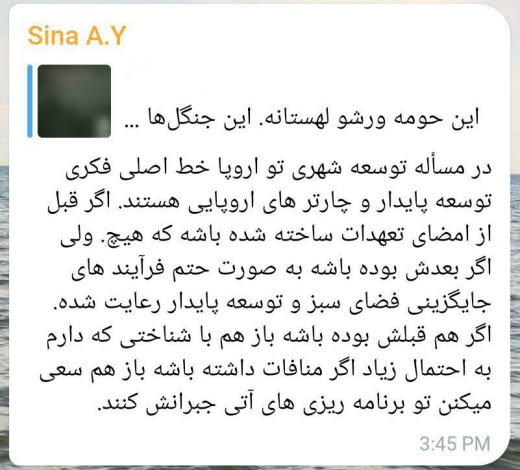 Sina A.Y
این حومه ورشو لهستانه. این جنگل‌ها ...
در مسأله توسعه شهری تو اروپا خط اصلی فکری
توسعه پایدار و چارتر های اروپایی هستند. اگر قبل
از امضای تعهدات ساخته شده باشه که هیچ. ولی
اگر بعدش بوده باشه به صورت حتم فرآیند های
جایگزینی فضای سبز و توسعه پایدار رعایت شده.
اگر هم قبلش بوده باشه باز هم با شناختی که دارم
به احتمال زیاد اگر منافات داشته باشه باز هم سعی
میکنن تو برنامه ریزی های آتی جبرانش کنند.
3:45 PM